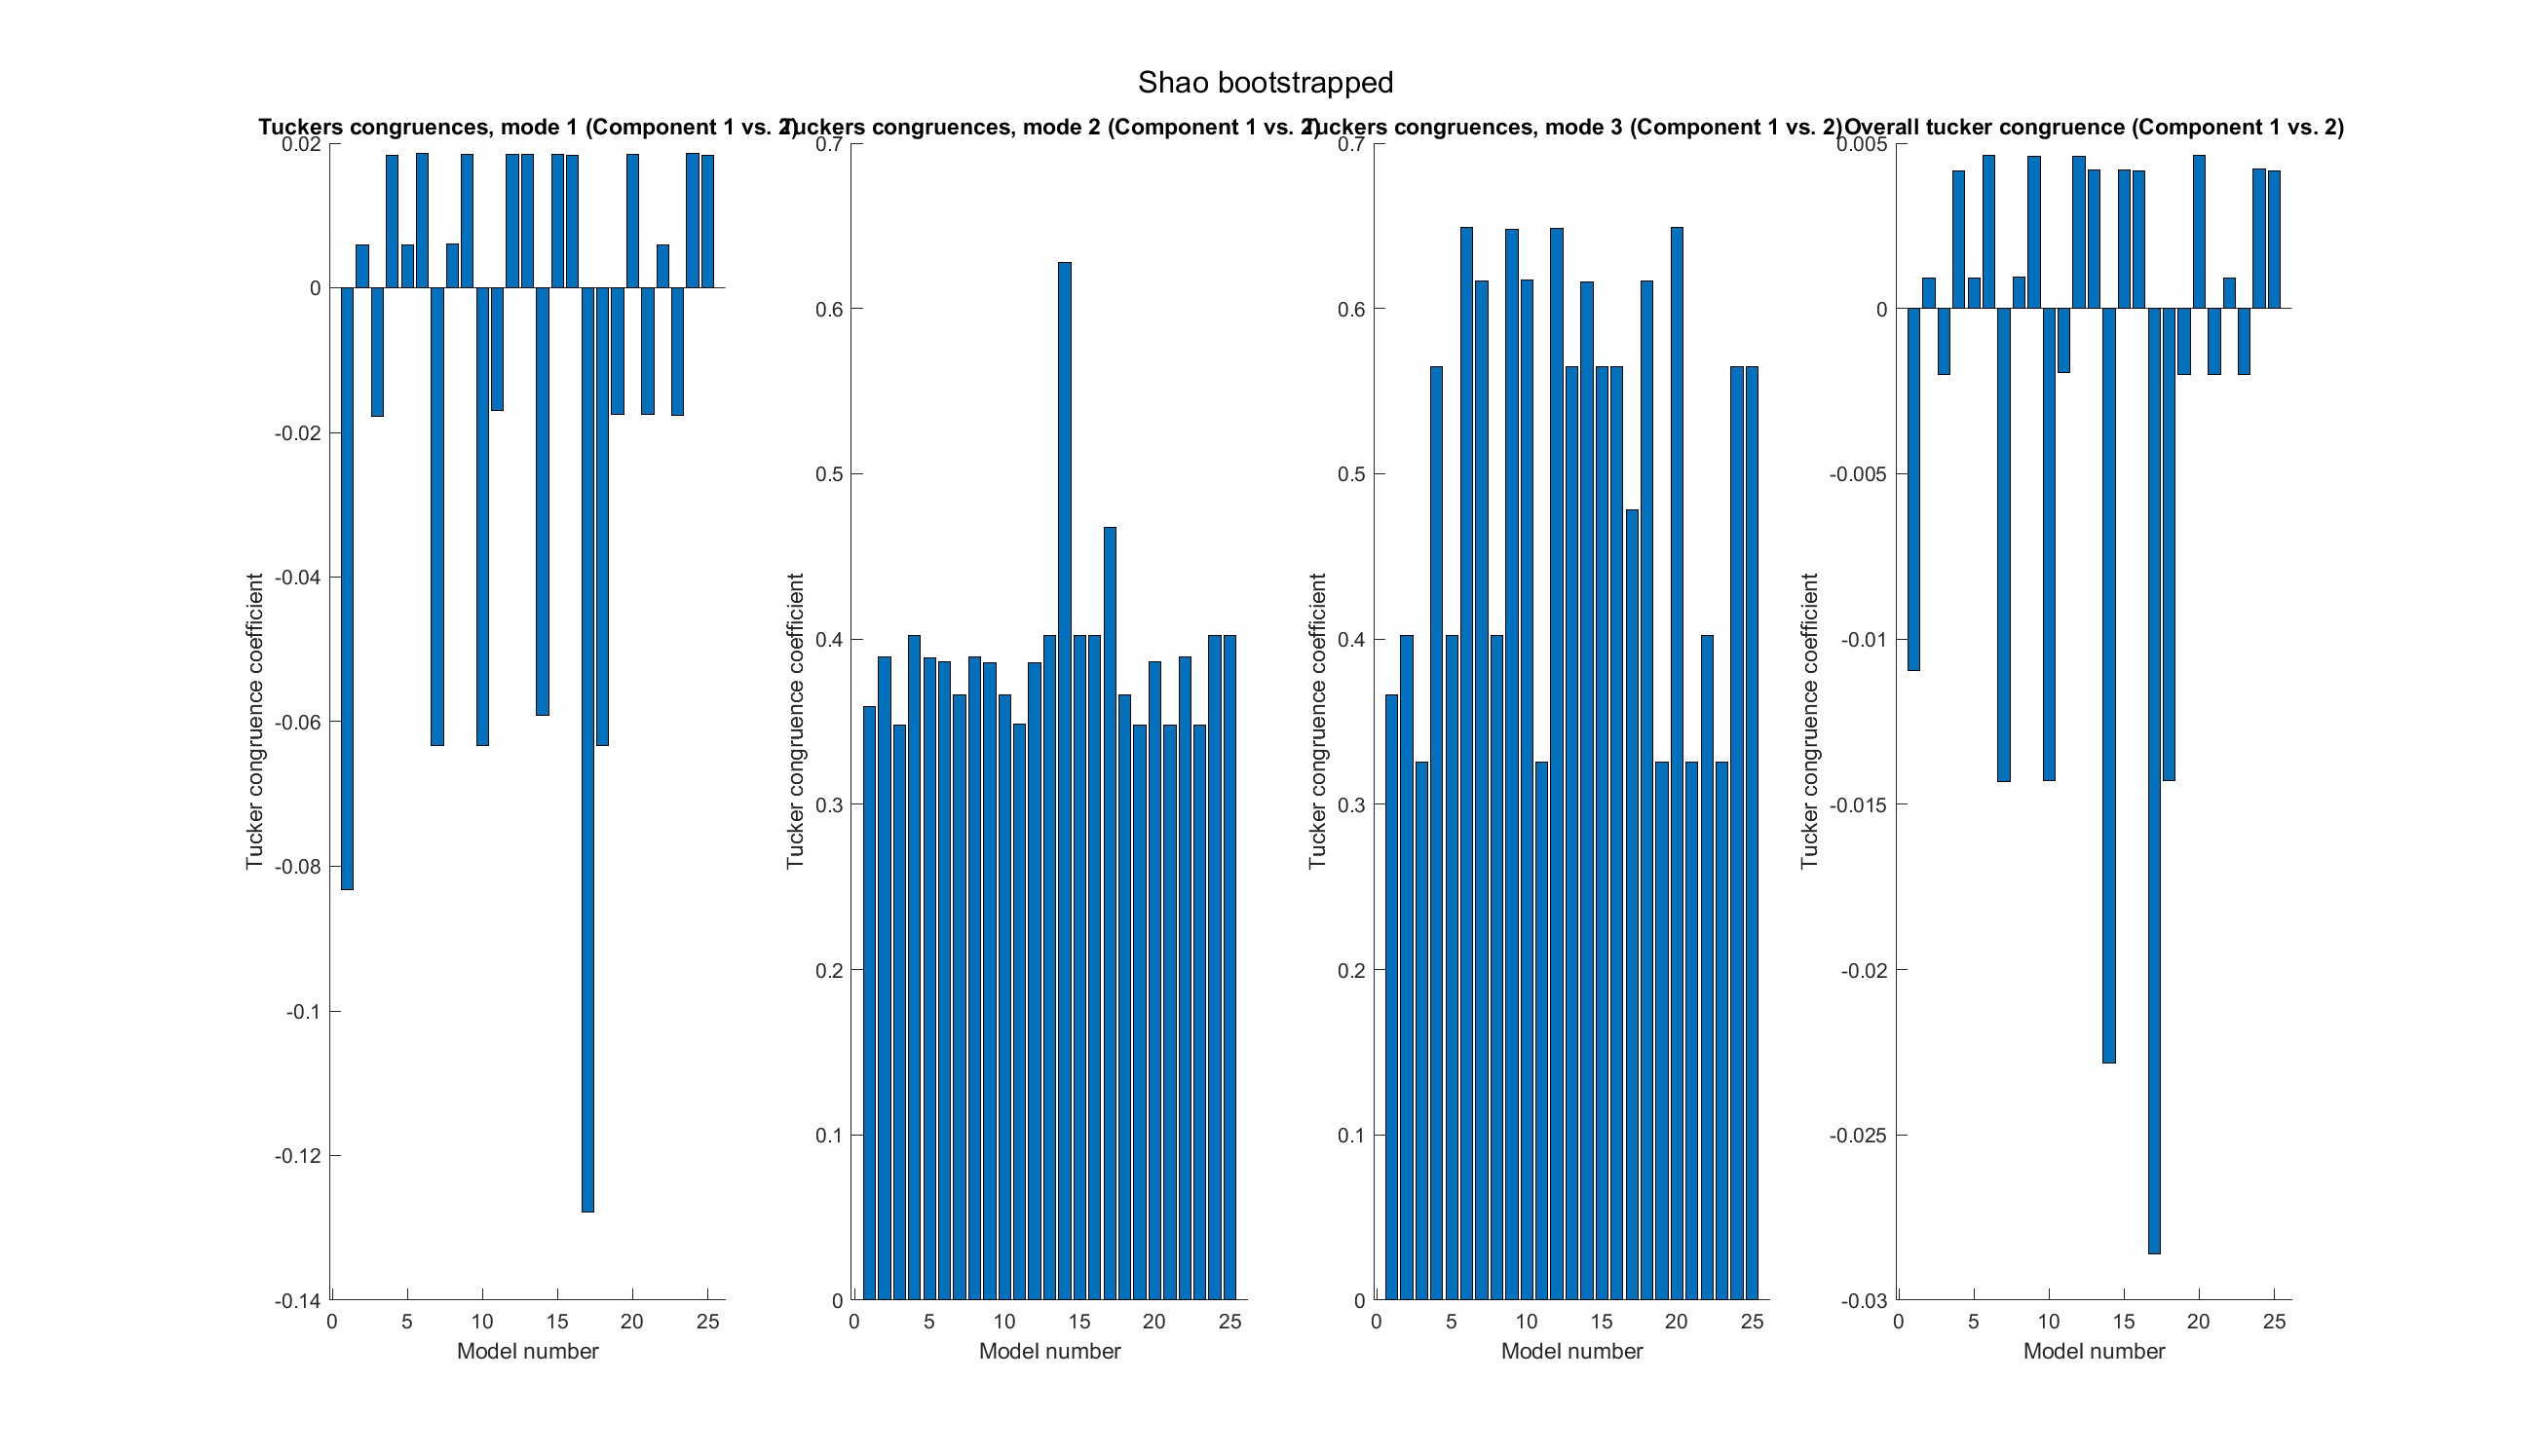 Shao bootstrapped
Tuckers congruences, mode 1 (Component 1 vs. 2)
0.02
0
-0.02
-0.04
-0.06
-0.08
-0.1
-0.12
-0.14
Tucker congruence coefficient
0 5 10 15 20 25
Model number
Tuckers congruences, mode 2 (Component 1 vs. 2)
0.7
0.6
0.5
0.4
0.3
0.2
0.1
0
Tucker congruence coefficient
0 5 10 15 20 25
Model number
Tuckers congruences, mode 3 (Component 1 vs. 2)
0.7
0.6
0.5
0.4
0.3
0.2
0.1
0
Tucker congruence coefficient
0 5 10 15 20 25
Model number
Overall tucker congruence (Component 1 vs. 2)
0.005
0
-0.005
-0.01
-0.015
-0.02
-0.025
-0.03
Tucker congruence coefficient
0 5 10 15 20 25
Model number